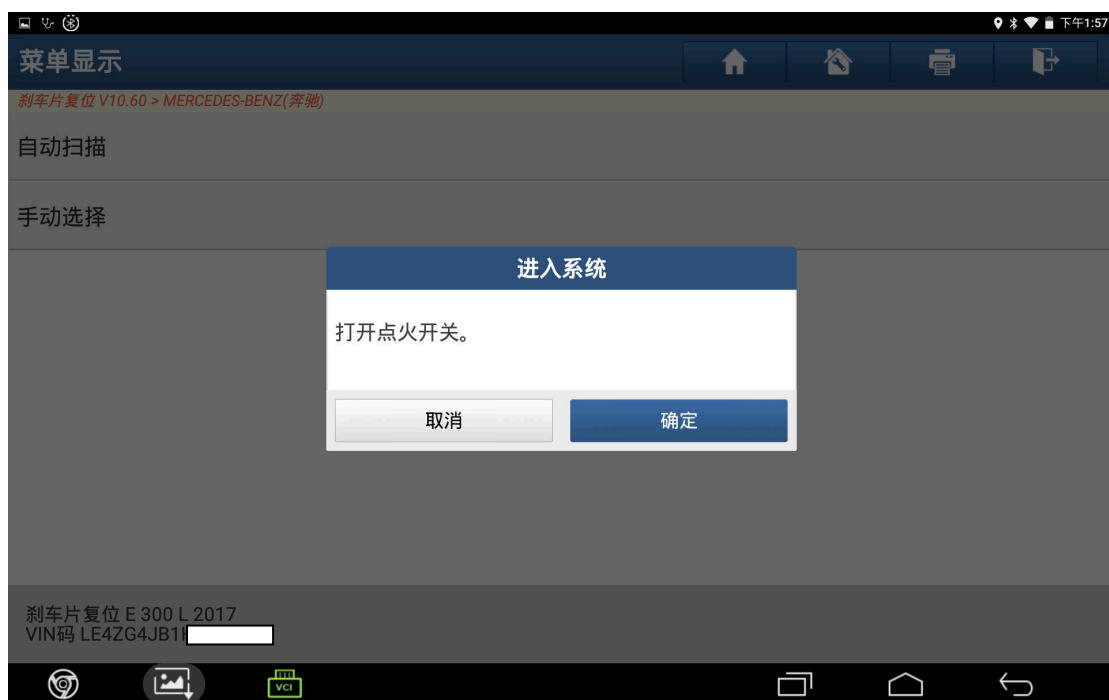 下午1:57
菜单显示
刹车片复位 V10.60 > MERCEDES-BENZ(奔驰)
自动扫描
手动选择
进入系统
打开点火开关。
取消
确定
刹车片复位 E 300 L 2017
VIN码 LE4ZG4JB1
VCI